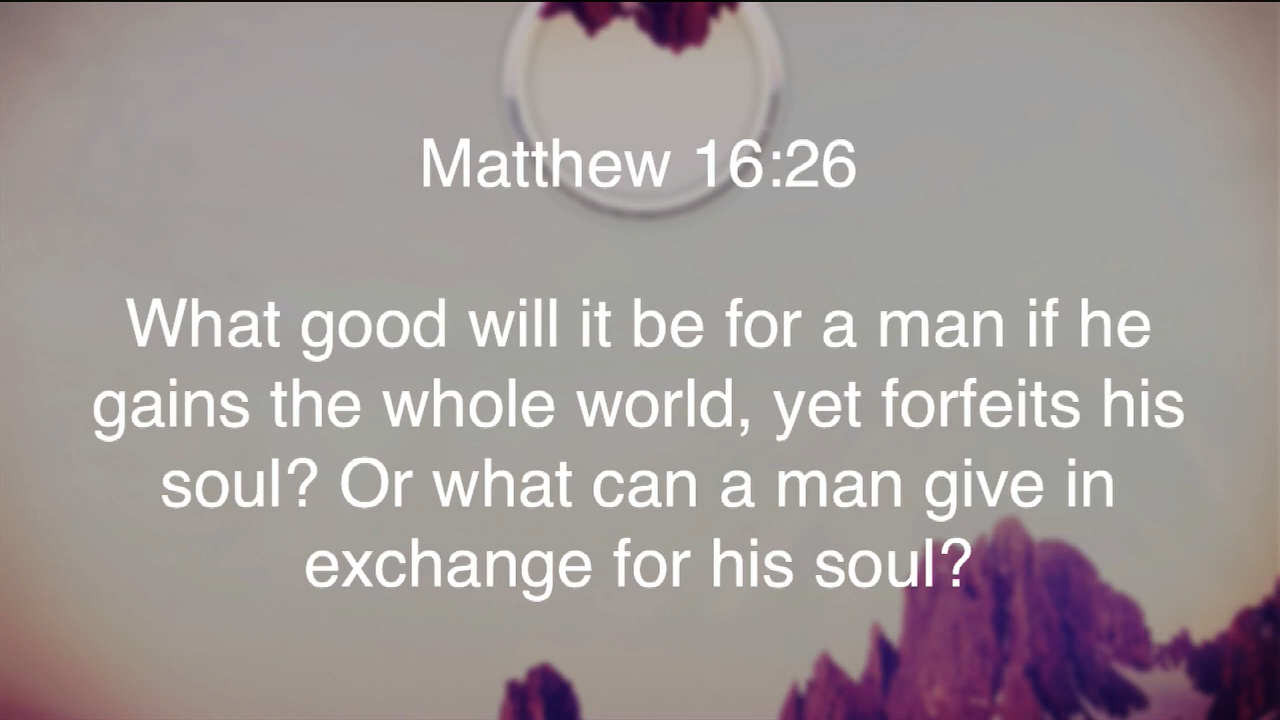 Matthew 16:26
What good will it be for a man if he
gains the whole world, yet forfeits his
soul? Or what can a man give in
exchange for his soul?